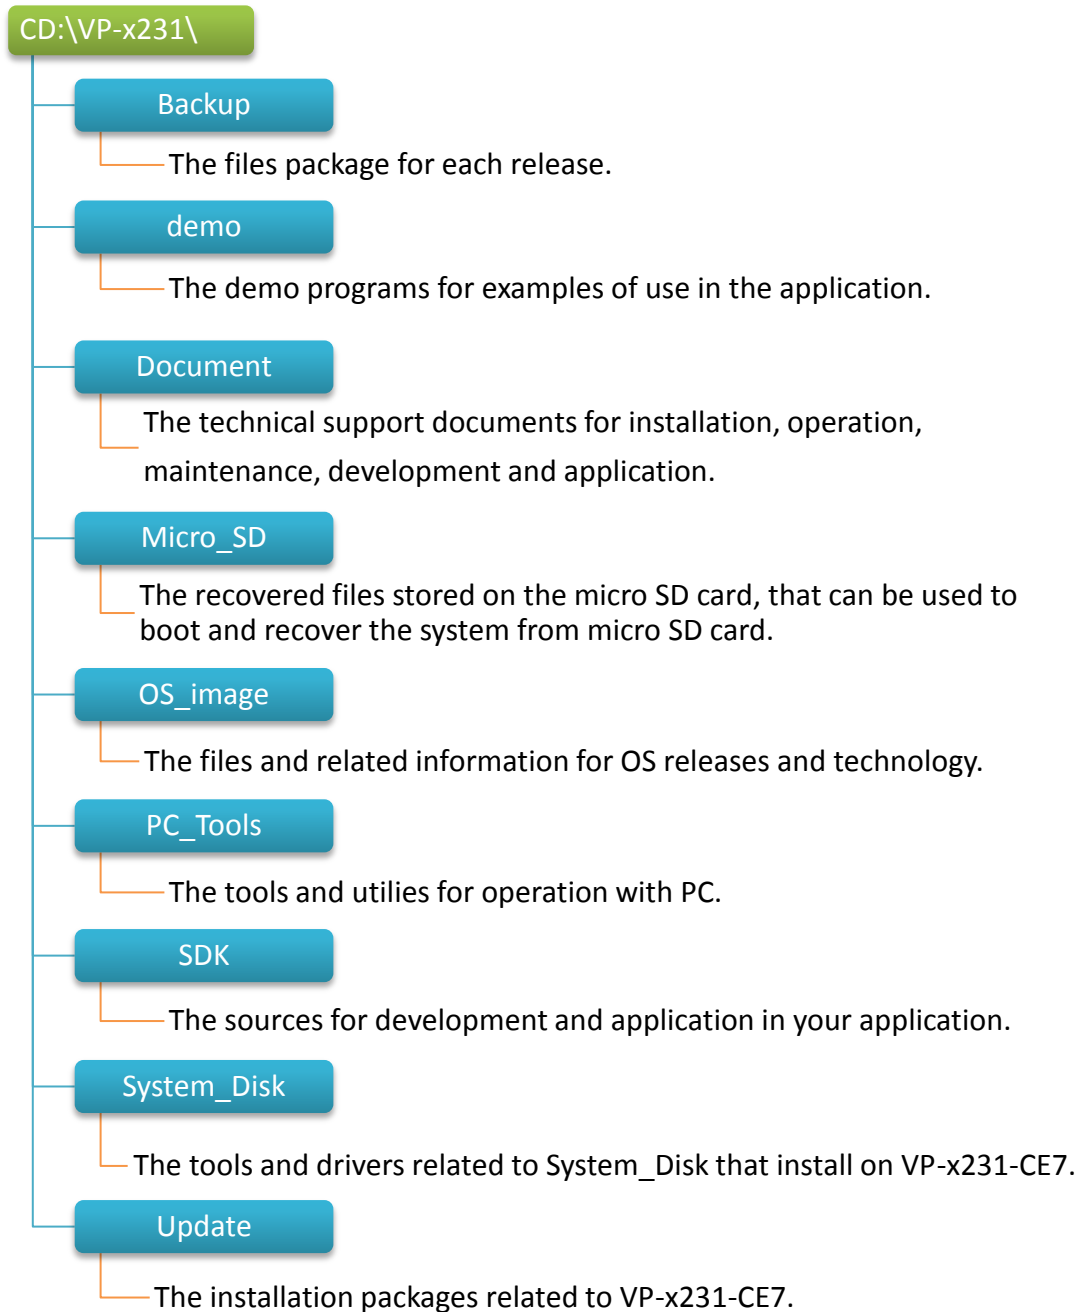 CD:\VP-x231\
Backup
The files package for each release.
demo
The demo programs for examples of use in the application.
Document
The technical support documents for installation, operation,
maintenance, development and application.
Micro_SD
The recovered files stored on the micro SD card, that can be used to
boot and recover the system from micro SD card.
OS_image
The files and related information for OS releases and technology.
PC_Tools
The tools and utilies for operation with PC.
SDK
The sources for development and application in your application.
System_Disk
The tools and drivers related to System_Disk that install on VP-x231-CE7.
Update
The installation packages related to VP-x231-CE7.